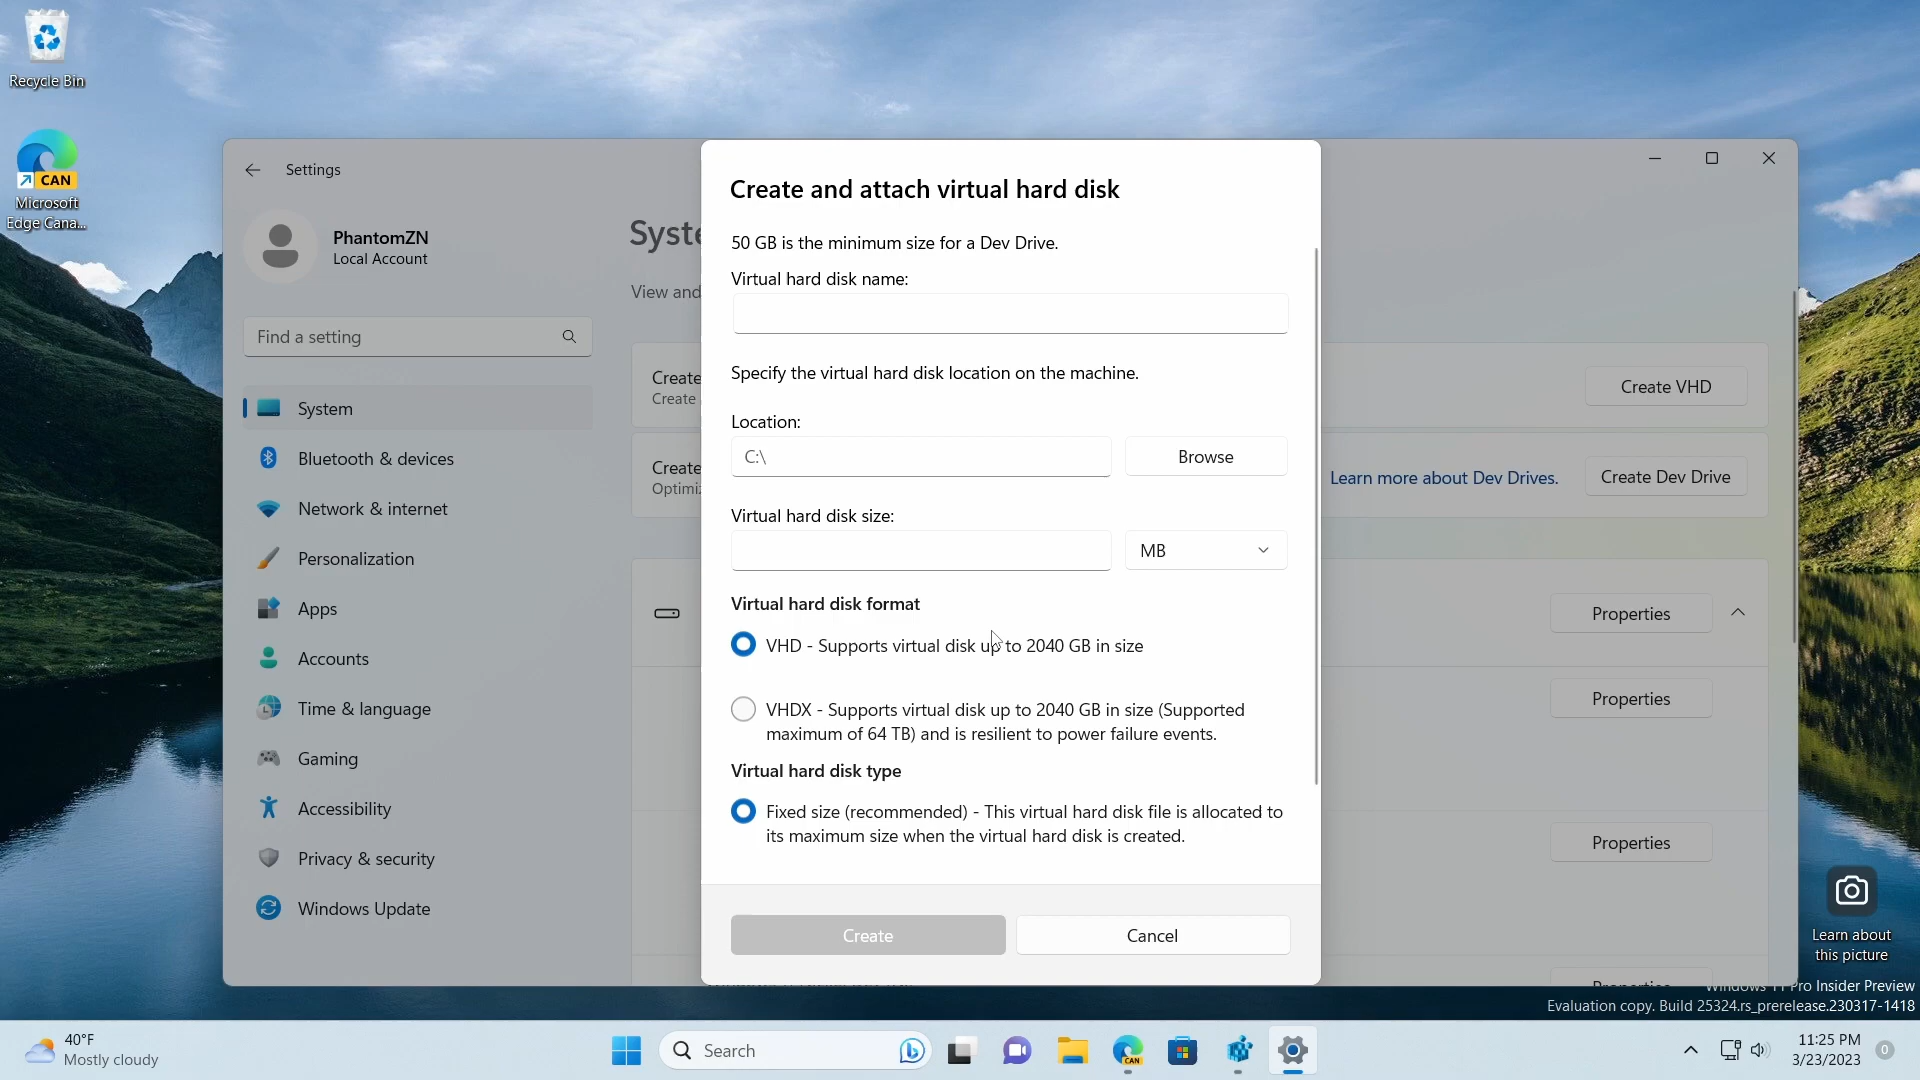 Recycle Bin
CAN
Microsoft
Edge Cana...
Settings
PhantomZN
Local Account
Find a setting
System
Bluetooth & devices
Network & internet
Personalization
Apps
Accounts
Time & language
Gaming
Accessibility
Privacy & security
Windows Update
Syste
View and
Create
Create
Create VHD
Create
Optimiz
Learn more about Dev Drives.
Create Dev Drive
Properties
Properties
Properties
Properties
Create and attach virtual hard disk
50 GB is the minimum size for a Dev Drive.
Virtual hard disk name:
Specify the virtual hard disk location on the machine.
Location:
C:\
Browse
Virtual hard disk size:
MB
Virtual hard disk format
VHD - Supports virtual disk up to 2040 GB in size
VHDX - Supports virtual disk up to 2040 GB in size (Supported
maximum of 64 TB) and is resilient to power failure events.
Virtual hard disk type
Fixed size (recommended) - This virtual hard disk file is allocated to
its maximum size when the virtual hard disk is created.
Create
Cancel
Learn about
this picture
Windows 11 Pro Insider Preview
Evaluation copy. Build 25324.rs_prerelease.230317-1418
40°F
Mostly cloudy
Search
CAN
11:25 PM
3/23/2023
0